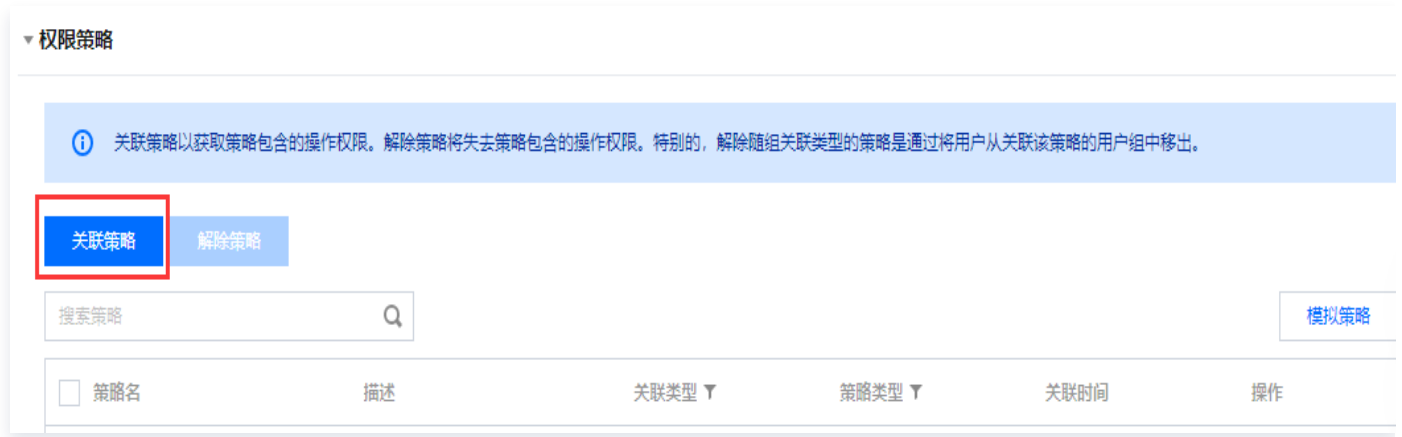 权限策略
关联策略以获取策略包含的操作权限。解除策略将失去策略包含的操作权限。特别的，解除随组关联类型的策略是通过将用户从关联该策略的用户组中移出。
关联策略 解除策略
搜索策略 模拟策略
策略名 描述 关联类型 策略类型 关联时间 操作